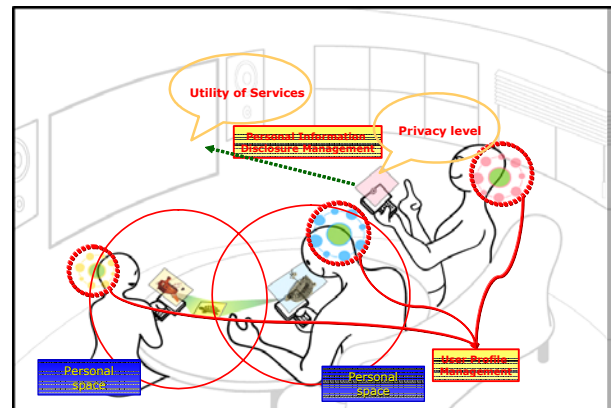 Utility of Services
Personal Information
Disclosure Management
Privacy level
User Profile
Management
Personal
space
Personal
space